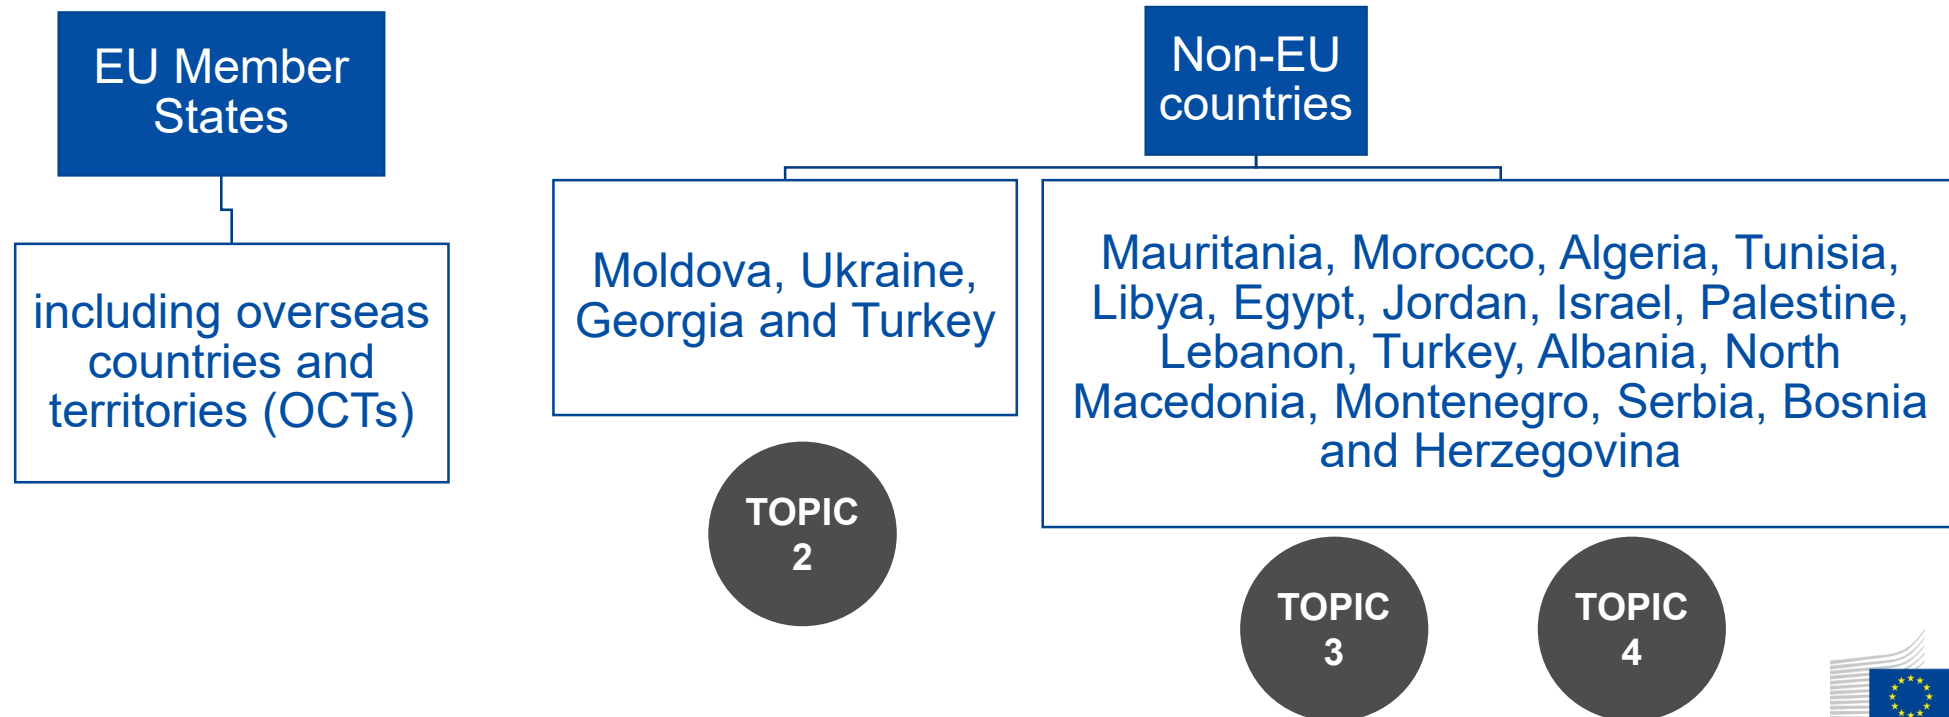 EU Member
States
including overseas
countries and
territories (OCTs)
Non-EU
countries
Moldova, Ukraine,
Georgia and Turkey
TOPIC
2
Mauritania, Morocco, Algeria, Tunisia,
Libya, Egypt, Jordan, Israel, Palestine,
Lebanon, Turkey, Albania, North
Macedonia, Montenegro, Serbia, Bosnia
and Herzegovina
TOPIC
3
TOPIC
4